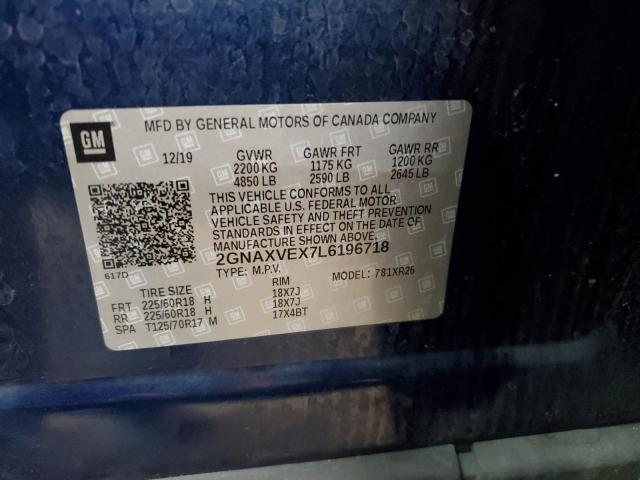 GM
MFD BY GENERAL MOTORS OF CANADA COMPANY
12/19 GVWR GAWR FRT GAWR RR
2200 KG 1175 KG 1200 KG
4850 LB 2590 LB 2645 LB
THIS VEHICLE CONFORMS TO ALL
APPLICABLE U.S. FEDERAL MOTOR
VEHICLE SAFETY AND THEFT PREVENTION
STANDARDS IN EFFECT ON THE DATE OF
MANUFACTURE SHOWN ABOVE.
617D
2GNAXVEX7L6196718
TYPE: M.P.V. MODEL: 781XR26
TIRE SIZE RIM
FRT 225/60R18 H 18X7J
RR 225/60R18 H 18X7J
SPA T125/70R17 M 17X4BT